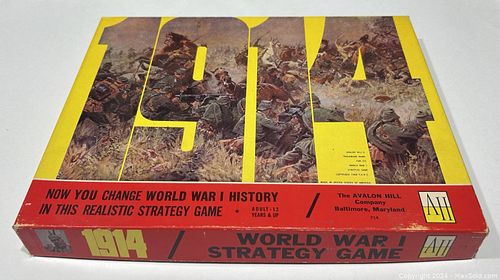 1914
NOW YOU CHANGE WORLD WAR I HISTORY
IN THIS REALISTIC STRATEGY GAME • ADULT-12
YEARS & UP
The AVALON HILL
Company
Baltimore, Maryland
714
AH
1914
WORLD WAR I
STRATEGY GAME
AH
Copyright 2024 - MaxSold.com